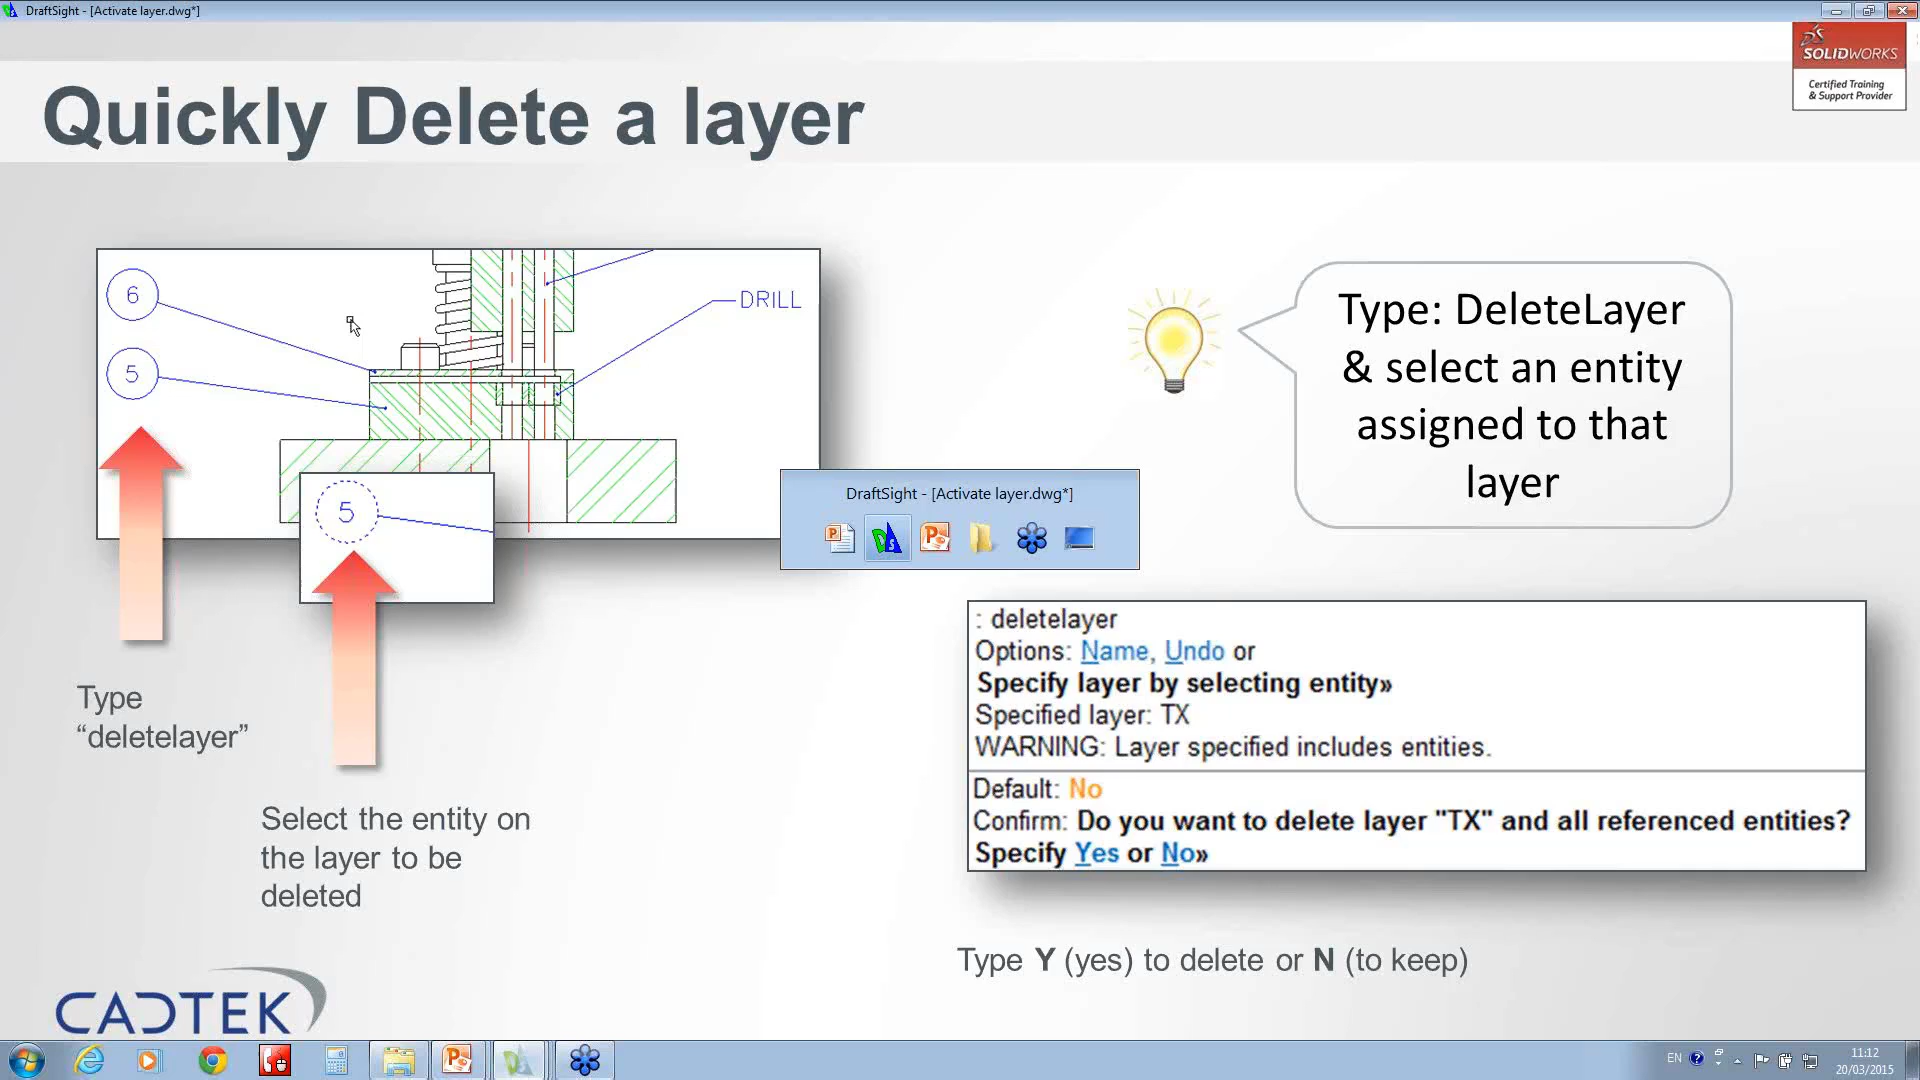 DraftSight - [Activate layer.dwg*]
SOLIDWORKS
Certified Training
& Support Provider
Quickly Delete a layer
6
5
DRILL
5
Type: DeleteLayer
& select an entity
assigned to that
layer
DraftSight - [Activate layer.dwg*]
: deletelayer
Options: Name, Undo or
Specify layer by selecting entity»
Specified layer: TX
WARNING: Layer specified includes entities.
Default: No
Confirm: Do you want to delete layer "TX" and all referenced entities?
Specify Yes or No»
Type
“deletelayer”
Select the entity on
the layer to be
deleted
Type Y (yes) to delete or N (to keep)
CADTEK
EN
11:12
20/03/2015